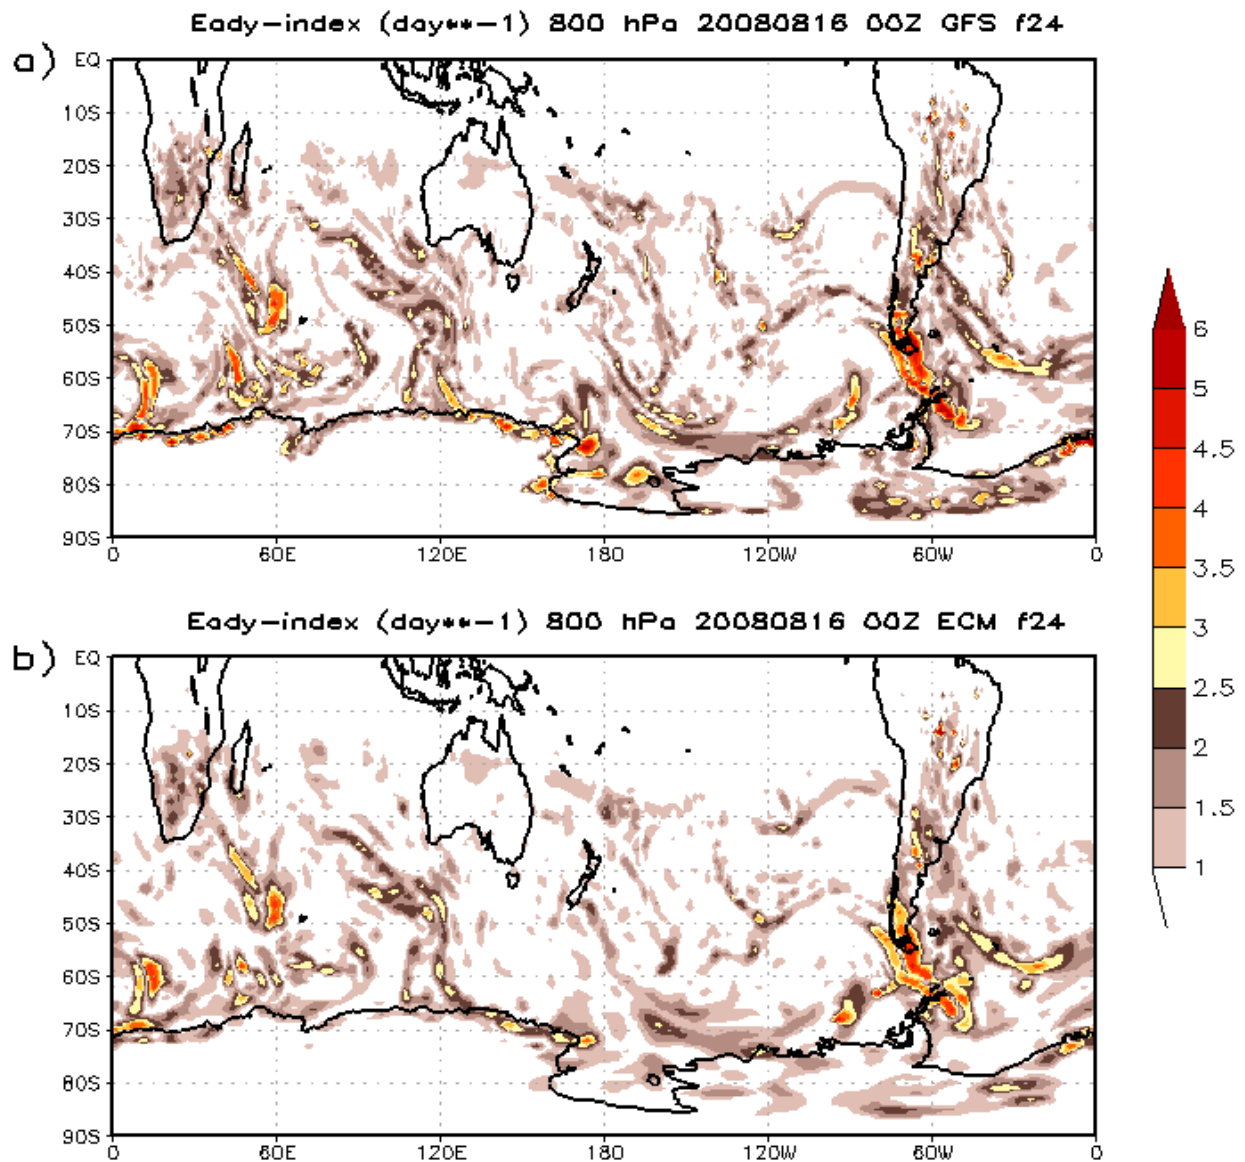 Eady-index (day**-1) 800 hPa 20080816 00Z GFS f24
a)
EQ
10S
20S
30S
40S
50S
60S
70S
80S
90S
0 60E 120E 180 120W 60W 0
Eady-index (day**-1) 800 hPa 20080816 00Z ECM f24
b)
EQ
10S
20S
30S
40S
50S
60S
70S
80S
90S
0 60E 120E 180 120W 60W 0
6
5
4.5
4
3.5
3
2.5
2
1.5
1